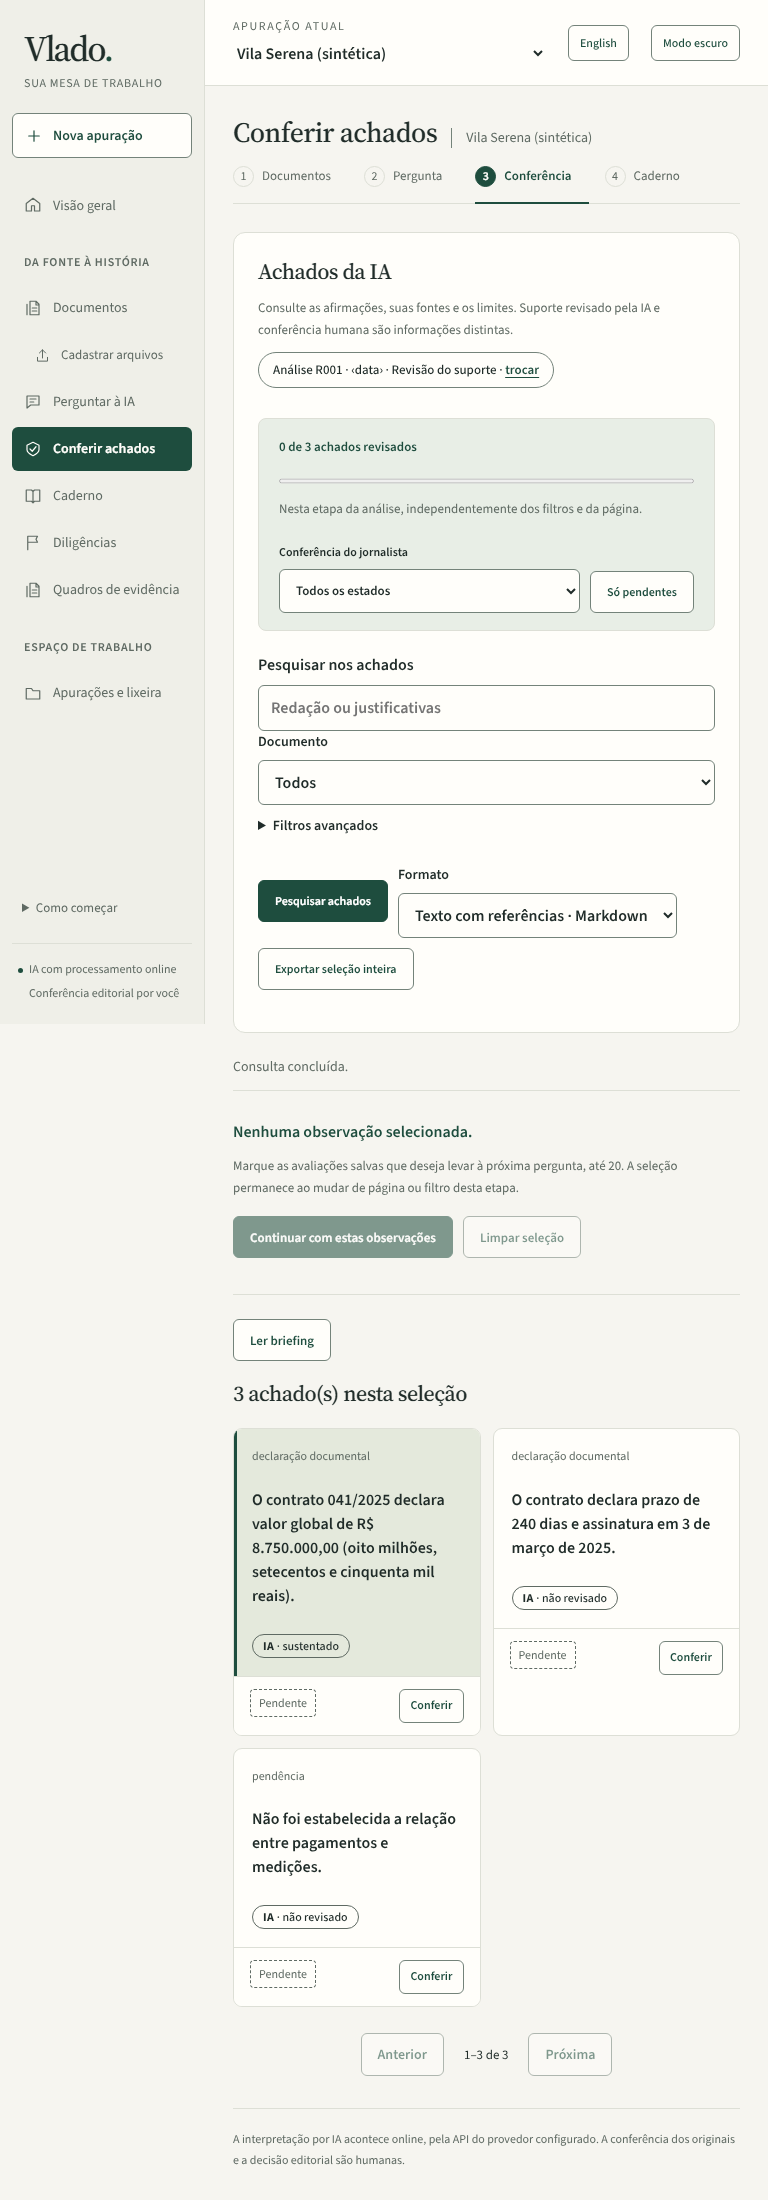 Vlado.
SUA MESA DE TRABALHO
Nova apuração
Visão geral
DA FONTE À HISTÓRIA
Documentos
Cadastrar arquivos
Perguntar à IA
Conferir achados
Caderno
Diligências
Quadros de evidência
ESPAÇO DE TRABALHO
Apurações e lixeira
Como começar
IA com processamento online
Conferência editorial por você
APURAÇÃO ATUAL
Vila Serena (sintética)
English
Modo escuro
Conferir achados
Vila Serena (sintética)
1 Documentos
2 Pergunta
3 Conferência
4 Caderno
Achados da IA
Consulte as afirmações, suas fontes e os limites. Suporte revisado pela IA e
conferência humana são informações distintas.
Análise R001 · ‹data› · Revisão do suporte · trocar
0 de 3 achados revisados
Nesta etapa da análise, independentemente dos filtros e da página.
Conferência do jornalista
Todos os estados
Só pendentes
Pesquisar nos achados
Redação ou justificativas
Documento
Todos
Filtros avançados
Pesquisar achados
Formato
Texto com referências · Markdown
Exportar seleção inteira
Consulta concluída.
Nenhuma observação selecionada.
Marque as avaliações salvas que deseja levar à próxima pergunta, até 20. A seleção
permanece ao mudar de página ou filtro desta etapa.
Continuar com estas observações
Limpar seleção
Ler briefing
3 achado(s) nesta seleção
declaração documental
O contrato 041/2025 declara
valor global de R$
8.750.000,00 (oito milhões,
setecentos e cinquenta mil
reais).
IA · sustentado
Pendente
Conferir
declaração documental
O contrato declara prazo de
240 dias e assinatura em 3 de
março de 2025.
IA · não revisado
Pendente
Conferir
pendência
Não foi estabelecida a relação
entre pagamentos e
medições.
IA · não revisado
Pendente
Conferir
Anterior
1–3 de 3
Próxima
A interpretação por IA acontece online, pela API do provedor configurado. A conferência dos originais
e a decisão editorial são humanas.